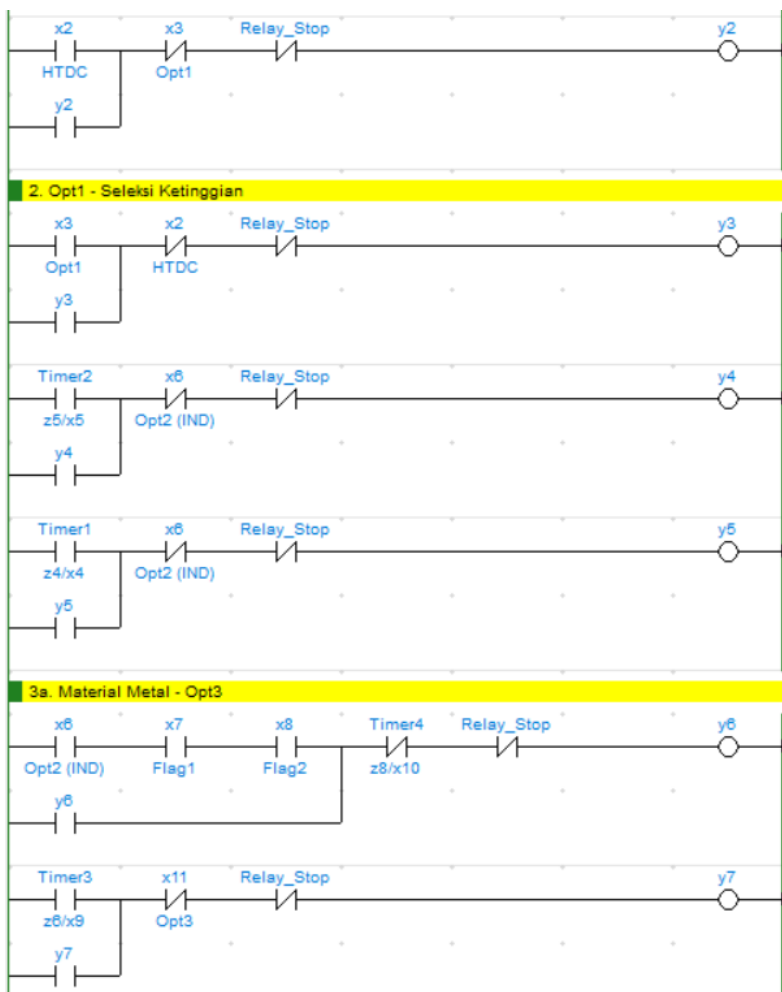 x2 x3 Relay_Stop y2
HTDC Opt1
y2
2. Opt1 - Seleksi Ketinggian
x3 x2 Relay_Stop y3
Opt1 HTDC
y3
Timer2 x6 Relay_Stop y4
z5/x5 Opt2 (IND)
y4
Timer1 x6 Relay_Stop y5
z4/x4 Opt2 (IND)
y5
3a. Material Metal - Opt3
x6 x7 x8 Timer4 Relay_Stop y6
Opt2 (IND) Flag1 Flag2 z8/x10
y6
Timer3 x11 Relay_Stop y7
z6/x9 Opt3
y7